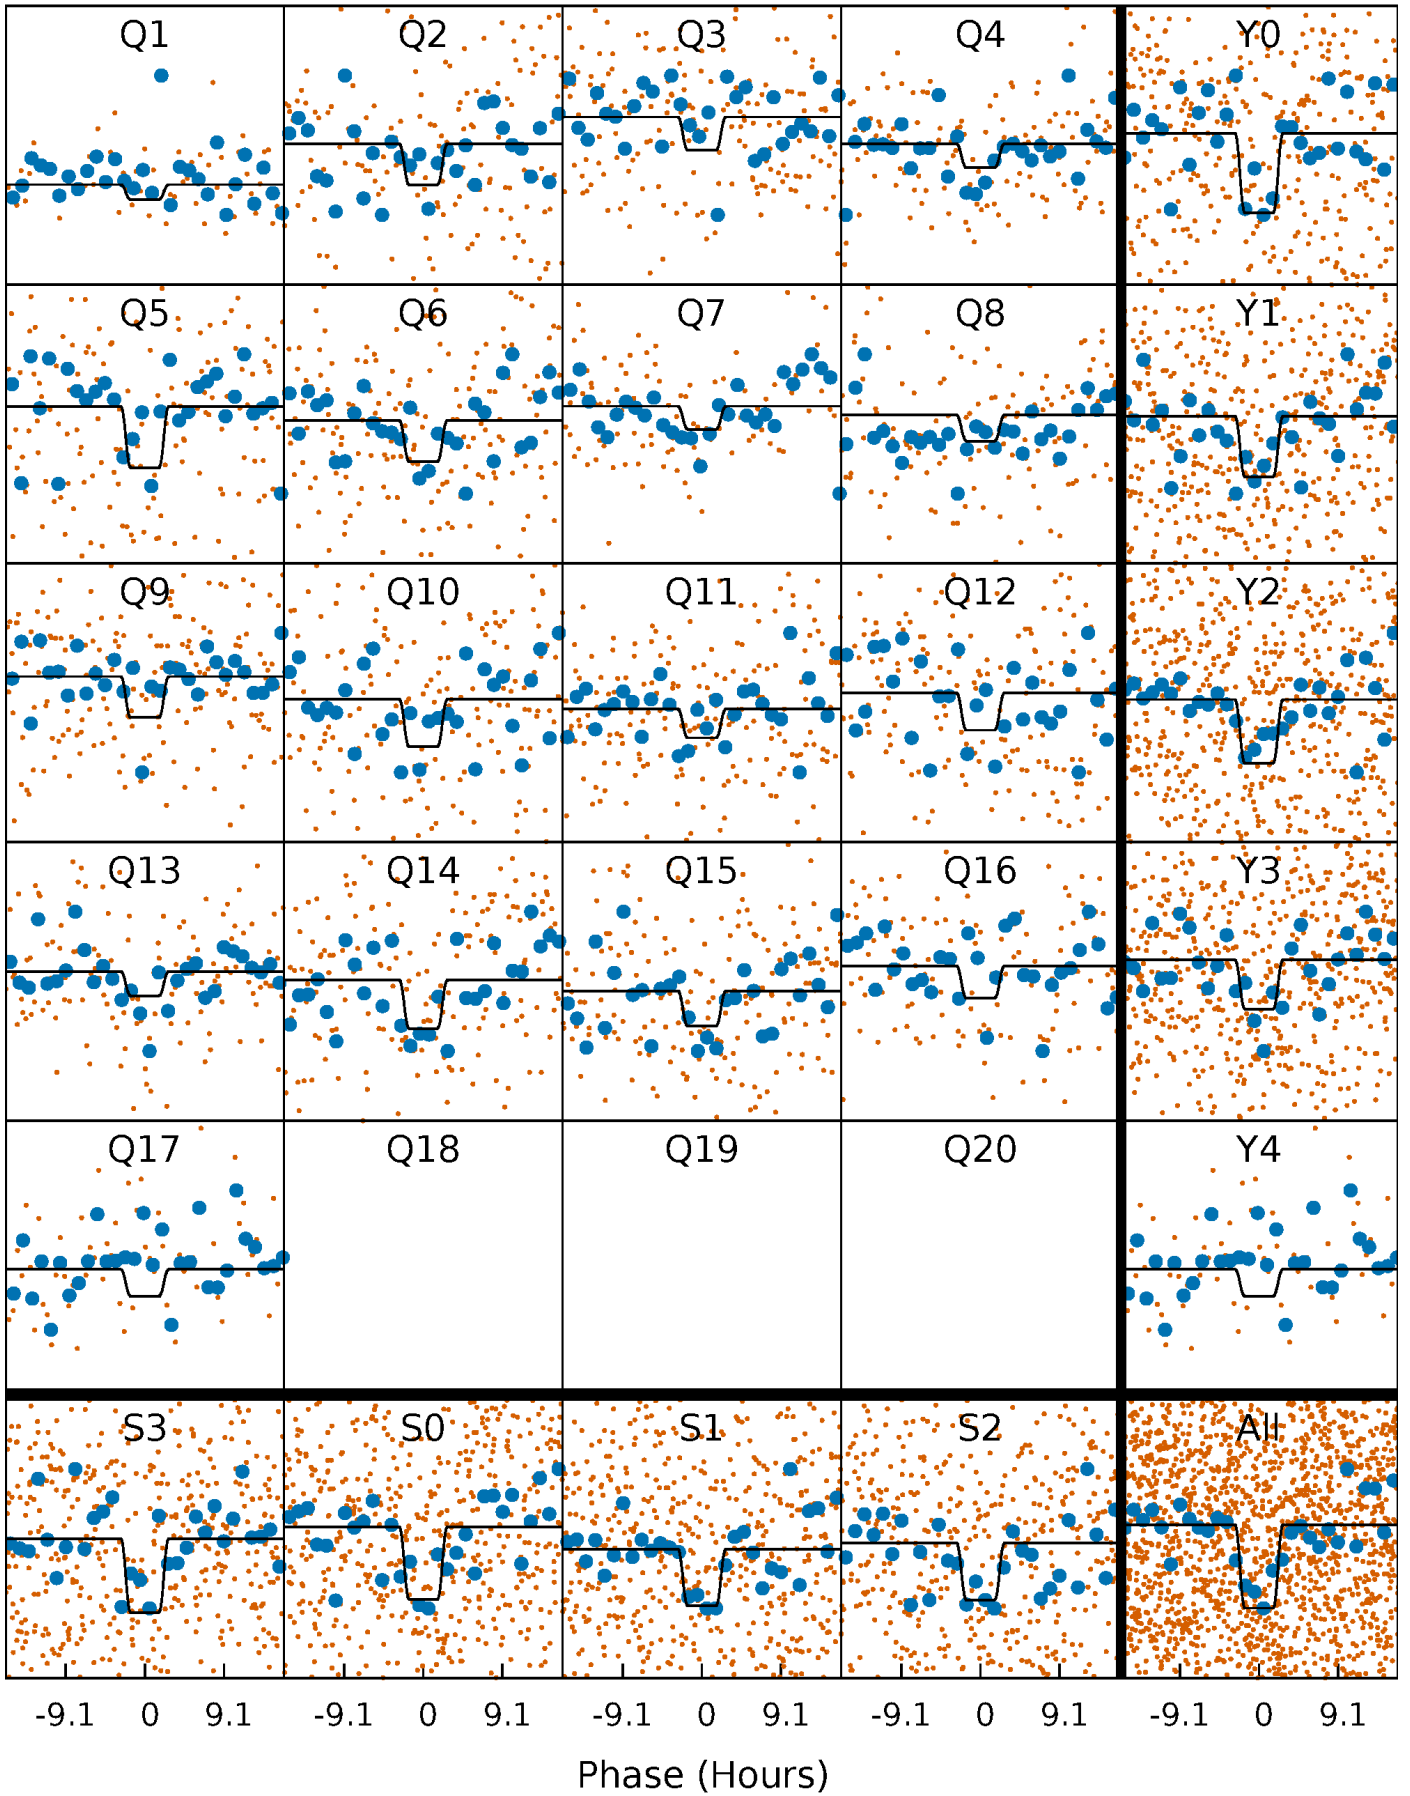 Q1 Q2 Q3 Q4 Y0
Q5 Q6 Q7 Q8 Y1
Q9 Q10 Q11 Q12 Y2
Q13 Q14 Q15 Q16 Y3
Q17 Q18 Q19 Q20 Y4
S3 S0 S1 S2 All
-9.1 0 9.1 -9.1 0 9.1 -9.1 0 9.1 -9.1 0 9.1 -9.1 0 9.1
Phase (Hours)